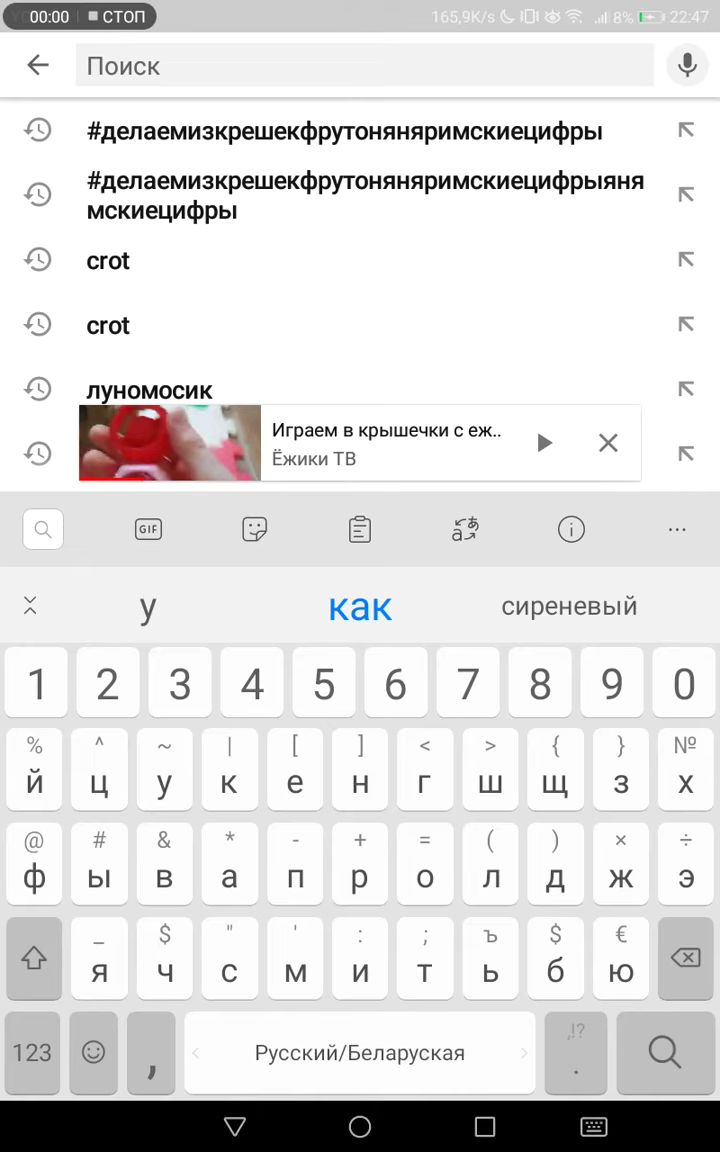 00:00 СТОП 165,9K/s 8% 22:47
Поиск
#делаемизкрешекфрутоняняримскиецифры
#делаемизкрешекфрутоняняримскиецифрыяня
мскиецифры
crot
crot
луномосик
Играем в крышечки с еж..
Ёжики ТВ
GIF
у как сиреневый
1 2 3 4 5 6 7 8 9 0
% ^ ~ | [ ] < > { } №
й ц у к е н г ш щ з х
@ # & * - + = ( ) × ÷
ф ы в а п р о л д ж э
_ $ " ' : ; ъ $ €
я ч с м и т ь б ю
123 , Русский/Беларуская ,!? .